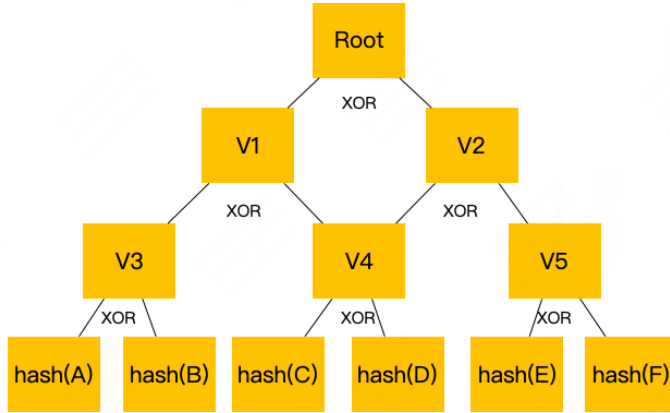 Root
XOR
V1
V2
XOR
XOR
V3
V4
V5
XOR
XOR
XOR
hash(A)
hash(B)
hash(C)
hash(D)
hash(E)
hash(F)